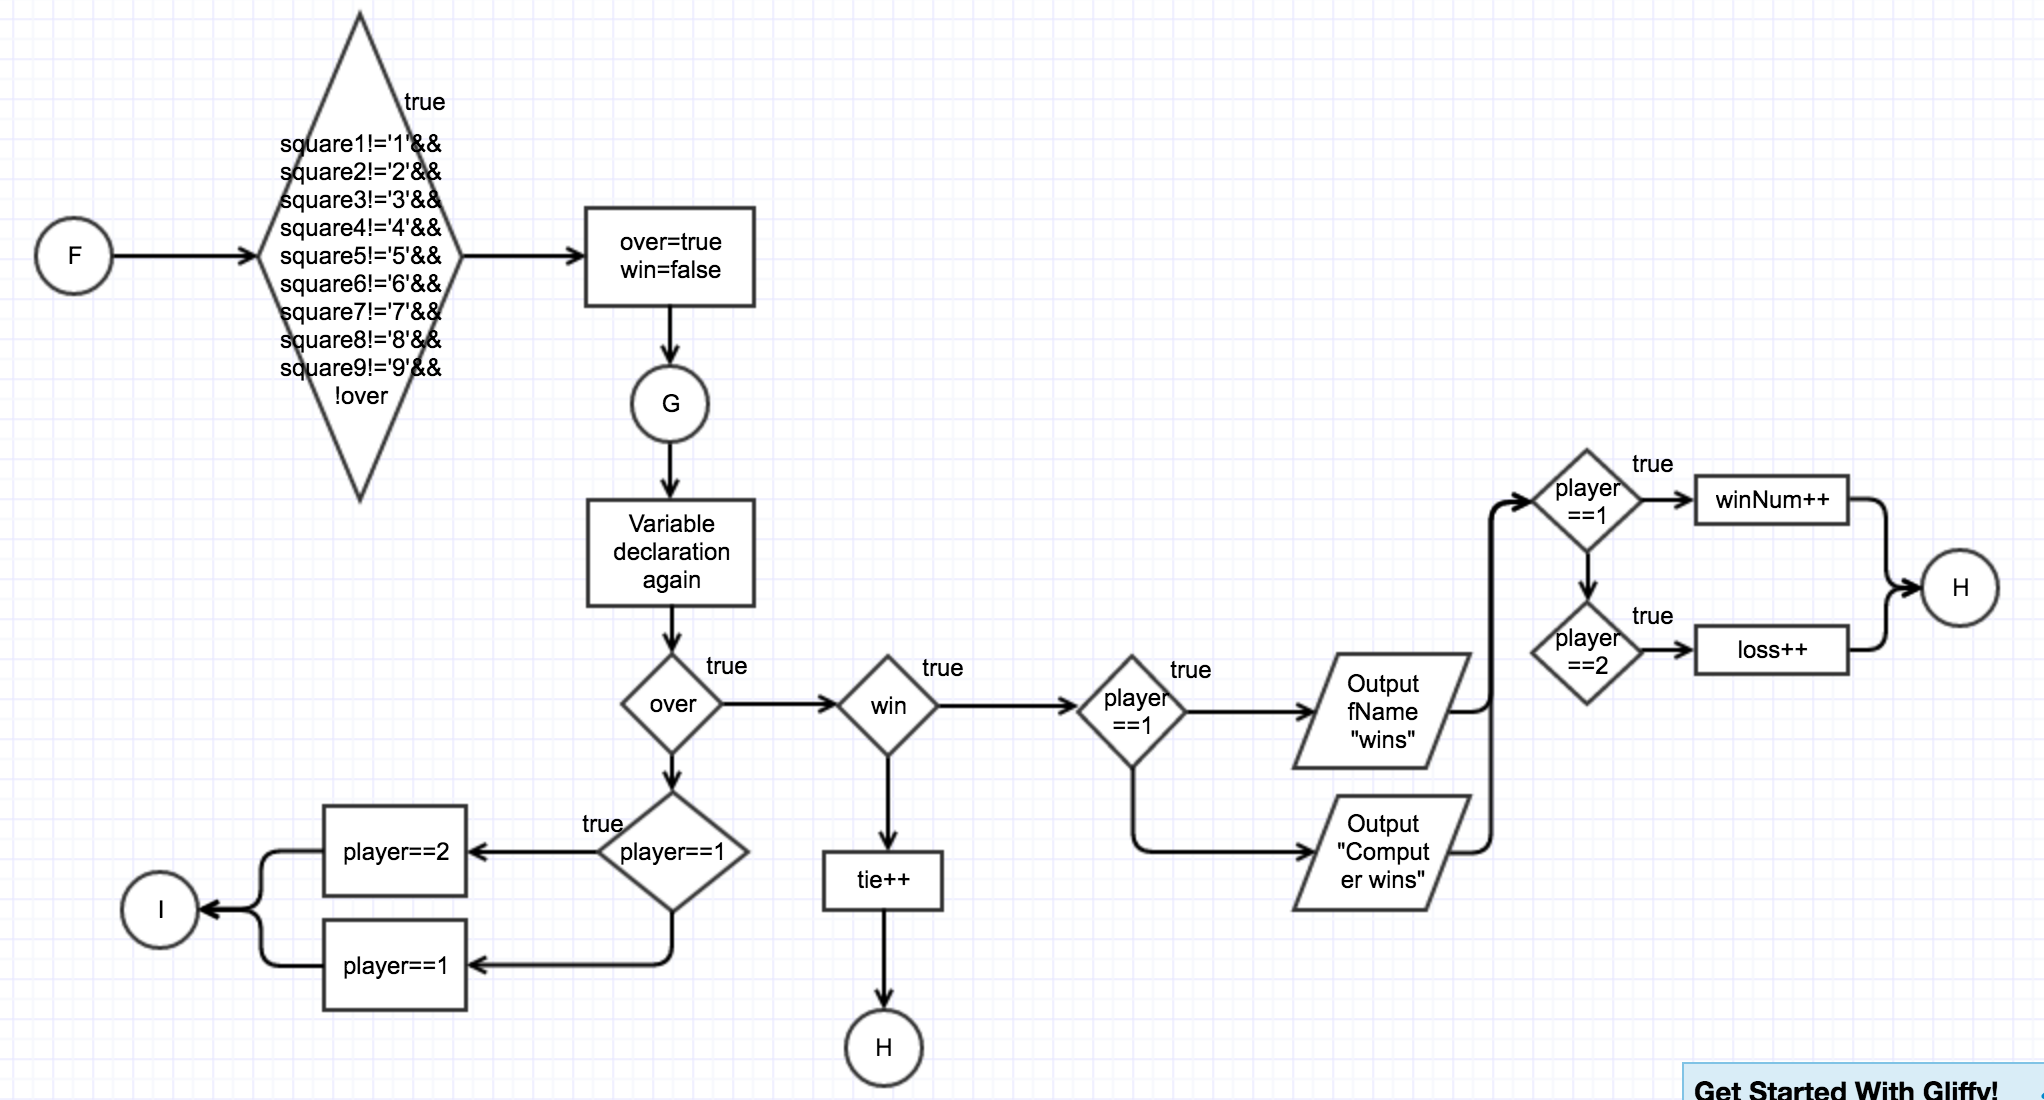 true
square1!='1'&&
square2!='2'&&
square3!='3'&&
square4!='4'&&
square5!='5'&&
square6!='6'&&
square7!='7'&&
square8!='8'&&
square9!='9'&&
!over
F
over=true
win=false
G
Variable
declaration
again
over
true
win
true
player
==1
true
Output
fName
"wins"
Output
"Comput
er wins"
player
==1
true
winNum++
player
==2
true
loss++
H
true
player==1
player==2
player==1
I
tie++
H
Get Started With Gliffy!